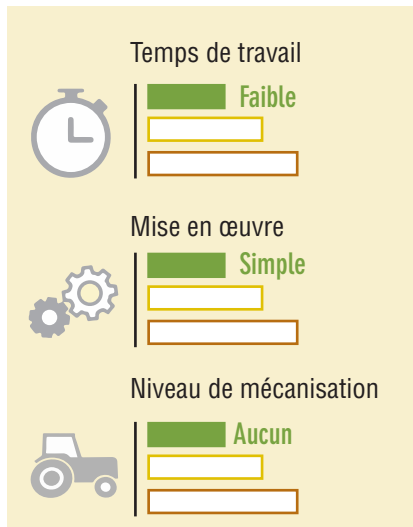 Temps de travail
Faible
Mise en œuvre
Simple
Niveau de mécanisation
Aucun